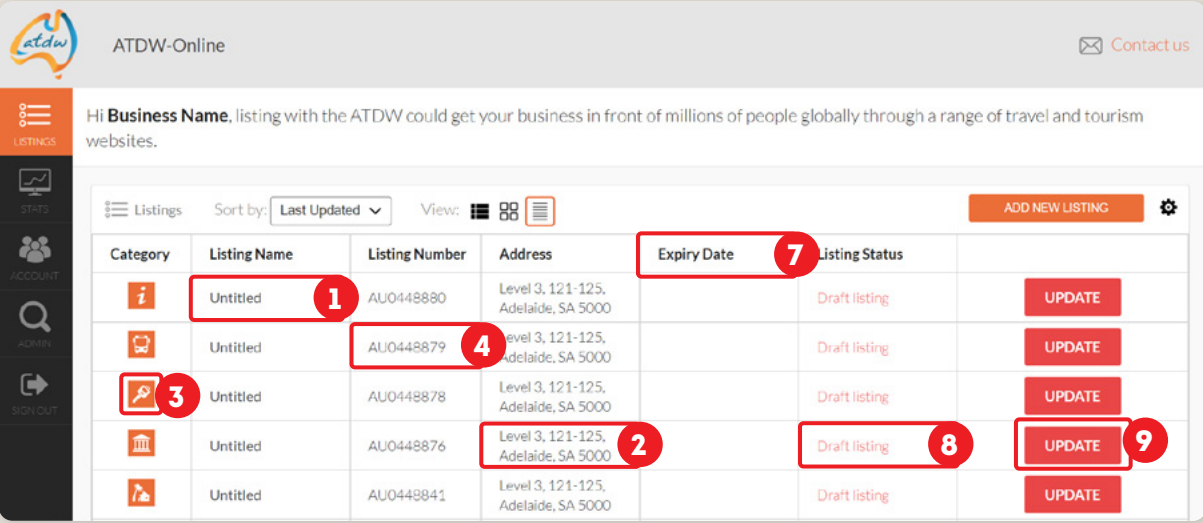 atdw
ATDW-Online
Contact us
LISTINGS
Hi Business Name, listing with the ATDW could get your business in front of millions of people globally through a range of travel and tourism
websites.
STATS
Listings Sort by: Last Updated View: ADD NEW LISTING
ACCOUNT
Category Listing Name Listing Number Address Expiry Date 7 Listing Status
i Untitled 1 AU0448880 Level 3, 121-125, Draft listing UPDATE
Adelaide, SA 5000
ADMIN
Untitled AU0448879 4 evel 3, 121-125, Draft listing UPDATE
Adelaide, SA 5000
SIGN OUT
3 Untitled AU0448878 Level 3, 121-125, Draft listing UPDATE
Adelaide, SA 5000
Untitled AU0448876 Level 3, 121-125, 2 Draft listing 8 UPDATE 9
Adelaide, SA 5000
Untitled AU0448841 Level 3, 121-125, Draft listing UPDATE
Adelaide, SA 5000